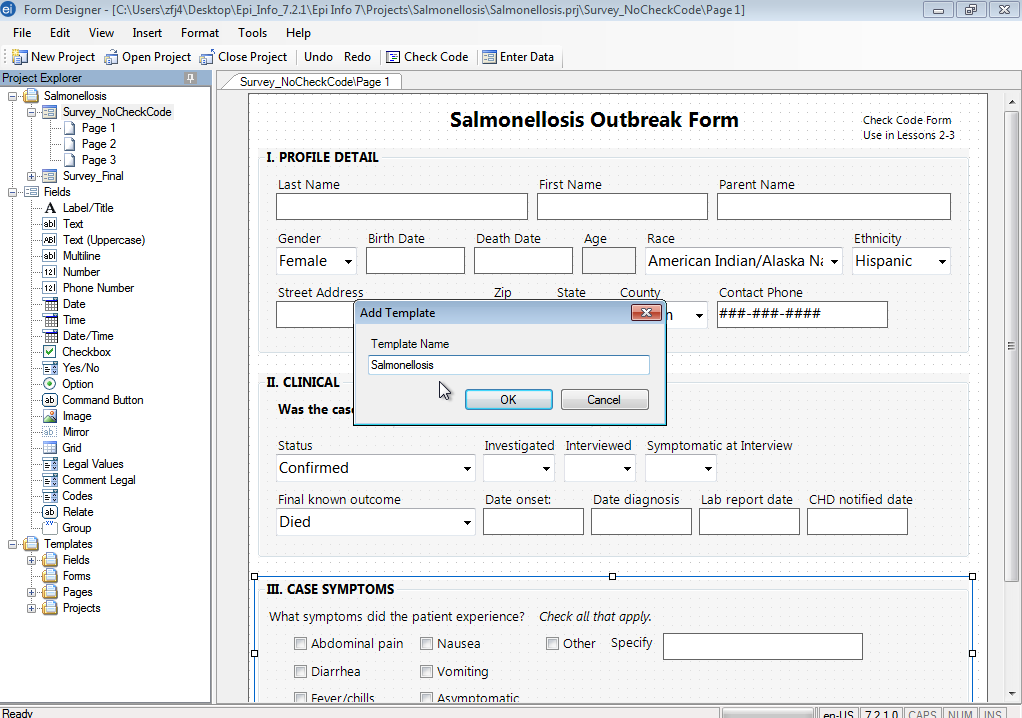 ei Form Designer - [C:\Users\zfj4\Desktop\Epi_Info_7.2.1\Epi Info 7\Projects\Salmonellosis\Salmonellosis.prj\Survey_NoCheckCode\Page 1]
File Edit View Insert Format Tools Help
New Project Open Project Close Project Undo Redo Check Code Enter Data
Project Explorer
Salmonellosis
Survey_NoCheckCode
Page 1
Page 2
Page 3
Survey_Final
Fields
A Label/Title
abl Text
ABI Text (Uppercase)
abl Multiline
123 Number
123 Phone Number
Date
Time
Date/Time
Checkbox
Yes/No
Option
ab Command Button
Image
ab Mirror
Grid
Legal Values
Comment Legal
Codes
ab Relate
XY Group
Templates
Fields
Forms
Pages
Projects
Survey_NoCheckCode\Page 1
Salmonellosis Outbreak Form
Check Code Form
Use in Lessons 2-3
I. PROFILE DETAIL
Last Name First Name Parent Name
Gender Birth Date Death Date Age Race Ethnicity
Female American Indian/Alaska Na Hispanic
Street Address Zip State County Contact Phone
n ###-###-####
Add Template
Template Name
Salmonellosis
OK Cancel
II. CLINICAL
Was the cas
Status Investigated Interviewed Symptomatic at Interview
Confirmed
Final known outcome Date onset: Date diagnosis Lab report date CHD notified date
Died
III. CASE SYMPTOMS
What symptoms did the patient experience? Check all that apply.
Abdominal pain Nausea Other Specify
Diarrhea Vomiting
Fever/chills Asymptomatic
Ready en-US 7.2.1.0 CAPS NUM INS